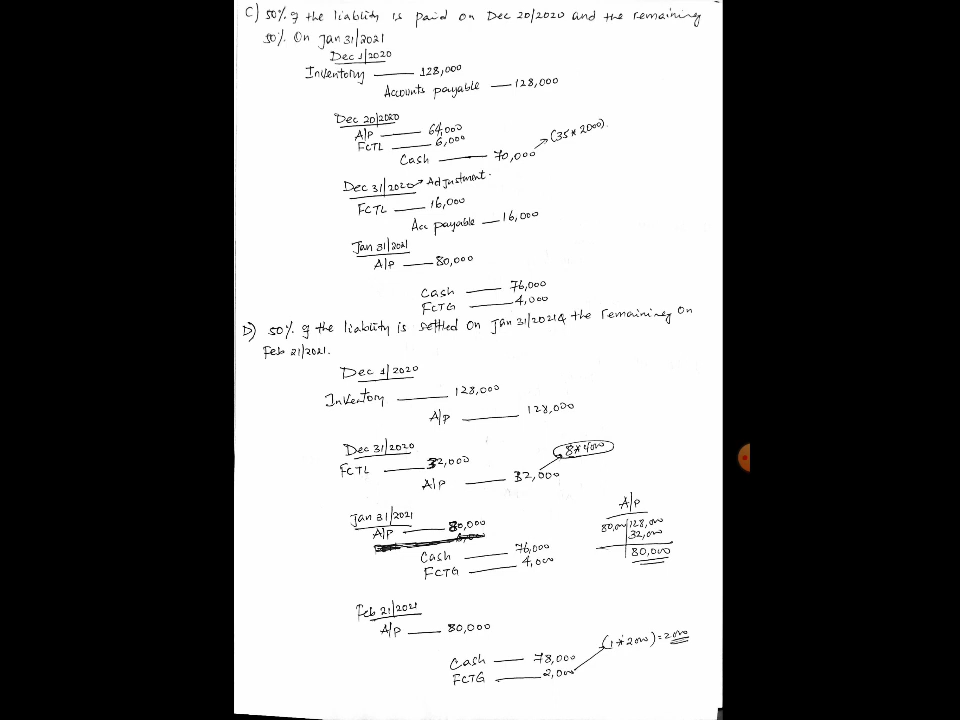 C) 50% of the liablity is paid on Dec 20/2020 and the remaining
50% On Jan 31/2021
Dec 1/2020
Inventory — 128,000
Accounts payable — 128,000
Dec 20/2020
A/P — 64,000
FCTL — 6,000
Cash — 70,000 → (35*2000)
Dec 31/2020 → Adjustment.
FCTL — 16,000
Acc payable — 16,000
Jan 31/2021
A/P — 80,000
Cash — 76,000
FCTG — 4,000
D) 50% of the liablity is settled on Jan 31/2021 & the remaining On
Feb 21/2021.
Dec 1/2020
Inventory — 128,000
A/P — 128,000
Dec 31/2020
FCTL — 32,000
A/P — 32,000 → 8*4000
Jan 31/2021
A/P — 80,000
Cash — 76,000
FCTG — 4,000
A/P
80,000 128,000
32,000
80,000
Feb 21/2021
A/P — 80,000
Cash — 78,000
FCTG — 2,000 → (1*2000)=2000